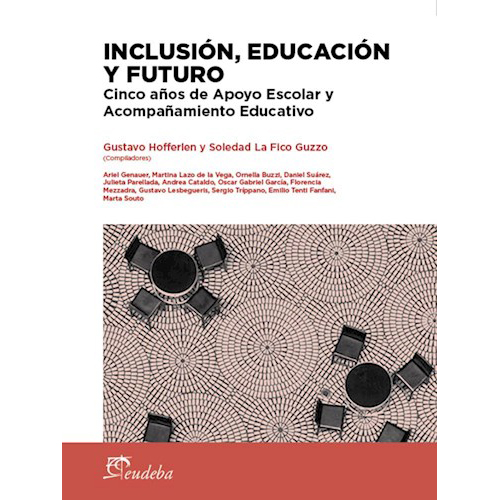 INCLUSIÓN, EDUCACIÓN
Y FUTURO
Cinco años de Apoyo Escolar y
Acompañamiento Educativo
Gustavo Hofferlen y Soledad La Fico Guzzo
(Compiladores)
Ariel Genauer, Martina Lazo de la Vega, Ornella Buzzi, Daniel Suárez,
Julieta Parellada, Andrea Cataldo, Oscar Gabriel García, Florencia
Mezzadra, Gustavo Lesbegueris, Sergio Trippano, Emilio Tenti Fanfani,
Marta Souto
Eudeba